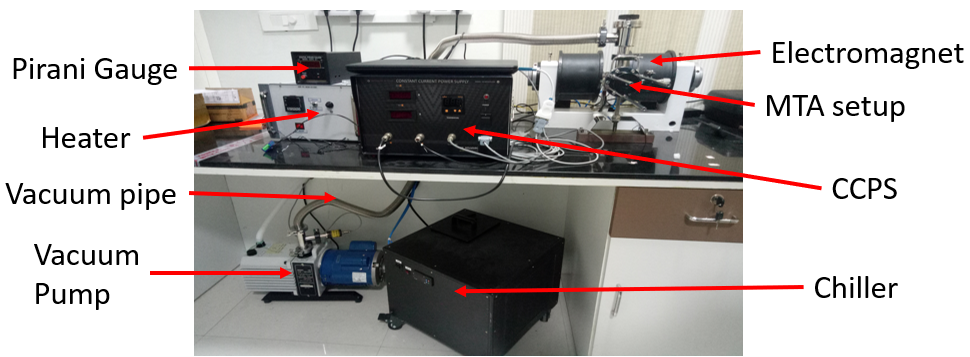 Pirani Gauge
Heater
Vacuum pipe
Vacuum
Pump
CONSTANT CURRENT POWER SUPPLY
Electromagnet
MTA setup
CCPS
Chiller